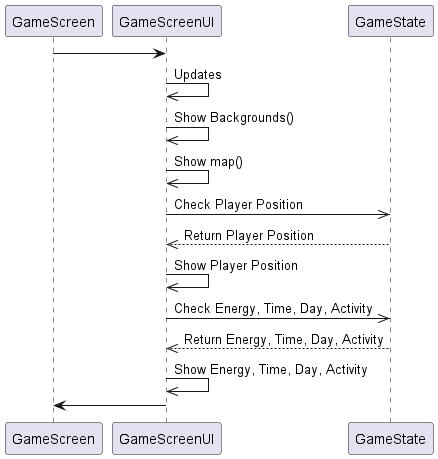 GameScreen GameScreenUI GameState
Updates
Show Backgrounds()
Show map()
Check Player Position
Return Player Position
Show Player Position
Check Energy, Time, Day, Activity
Return Energy, Time, Day, Activity
Show Energy, Time, Day, Activity
GameScreen GameScreenUI GameState